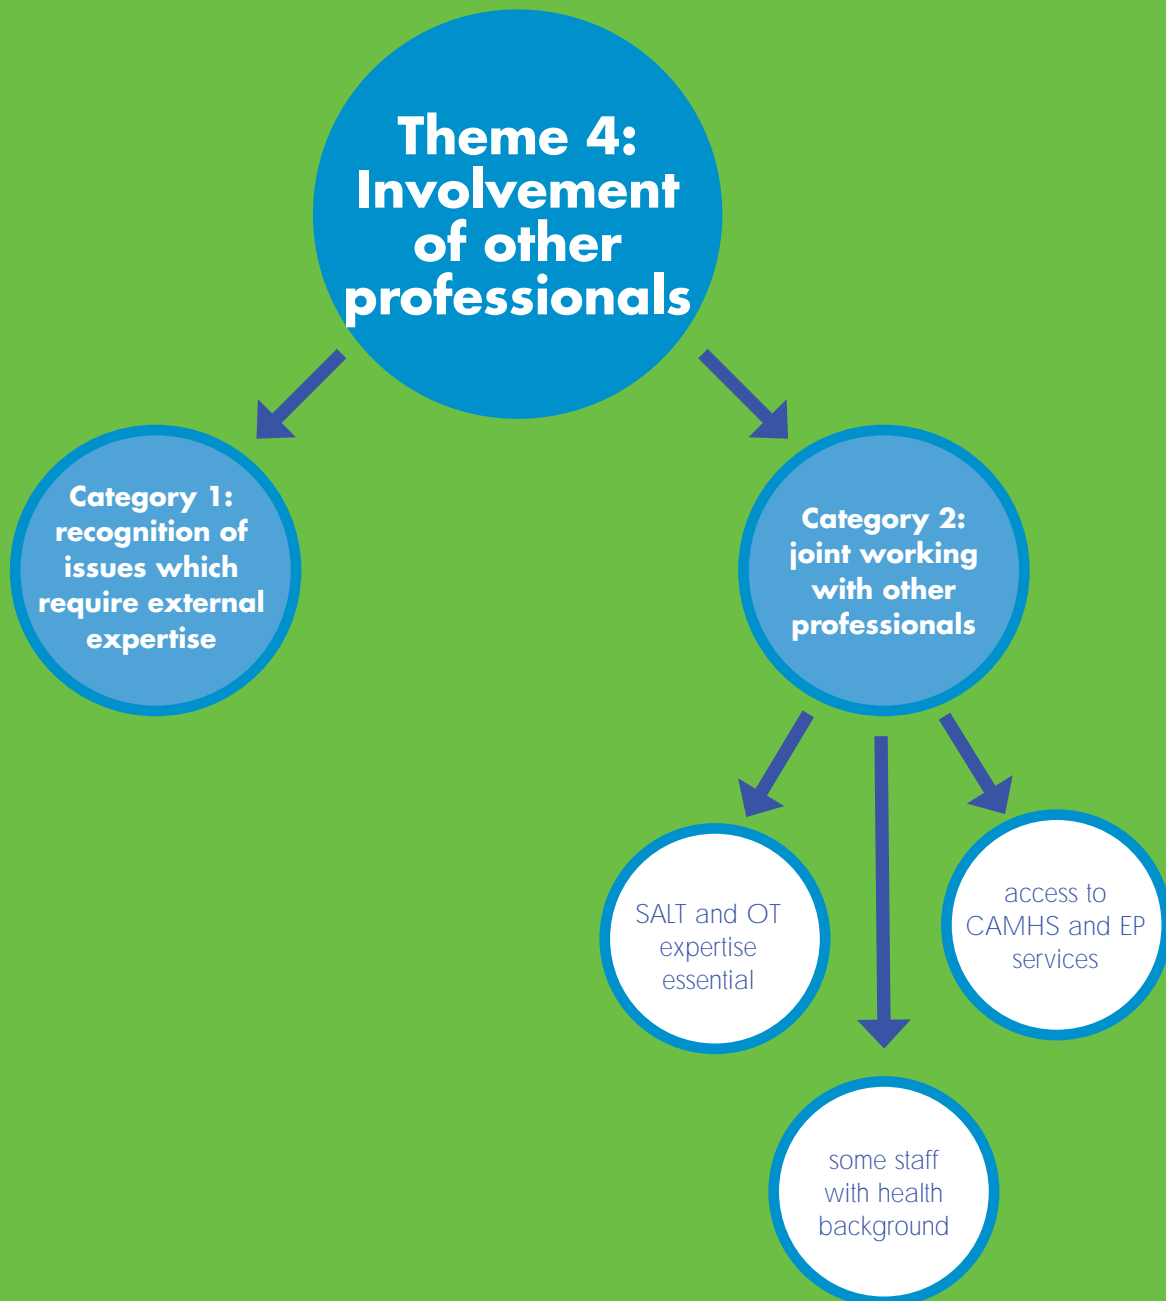 Theme 4:
Involvement
of other
professionals
Category 1:
recognition of
issues which
require external
expertise
Category 2:
joint working
with other
professionals
SALT and OT
expertise
essential
access to
CAMHS and EP
services
some staff
with health
background